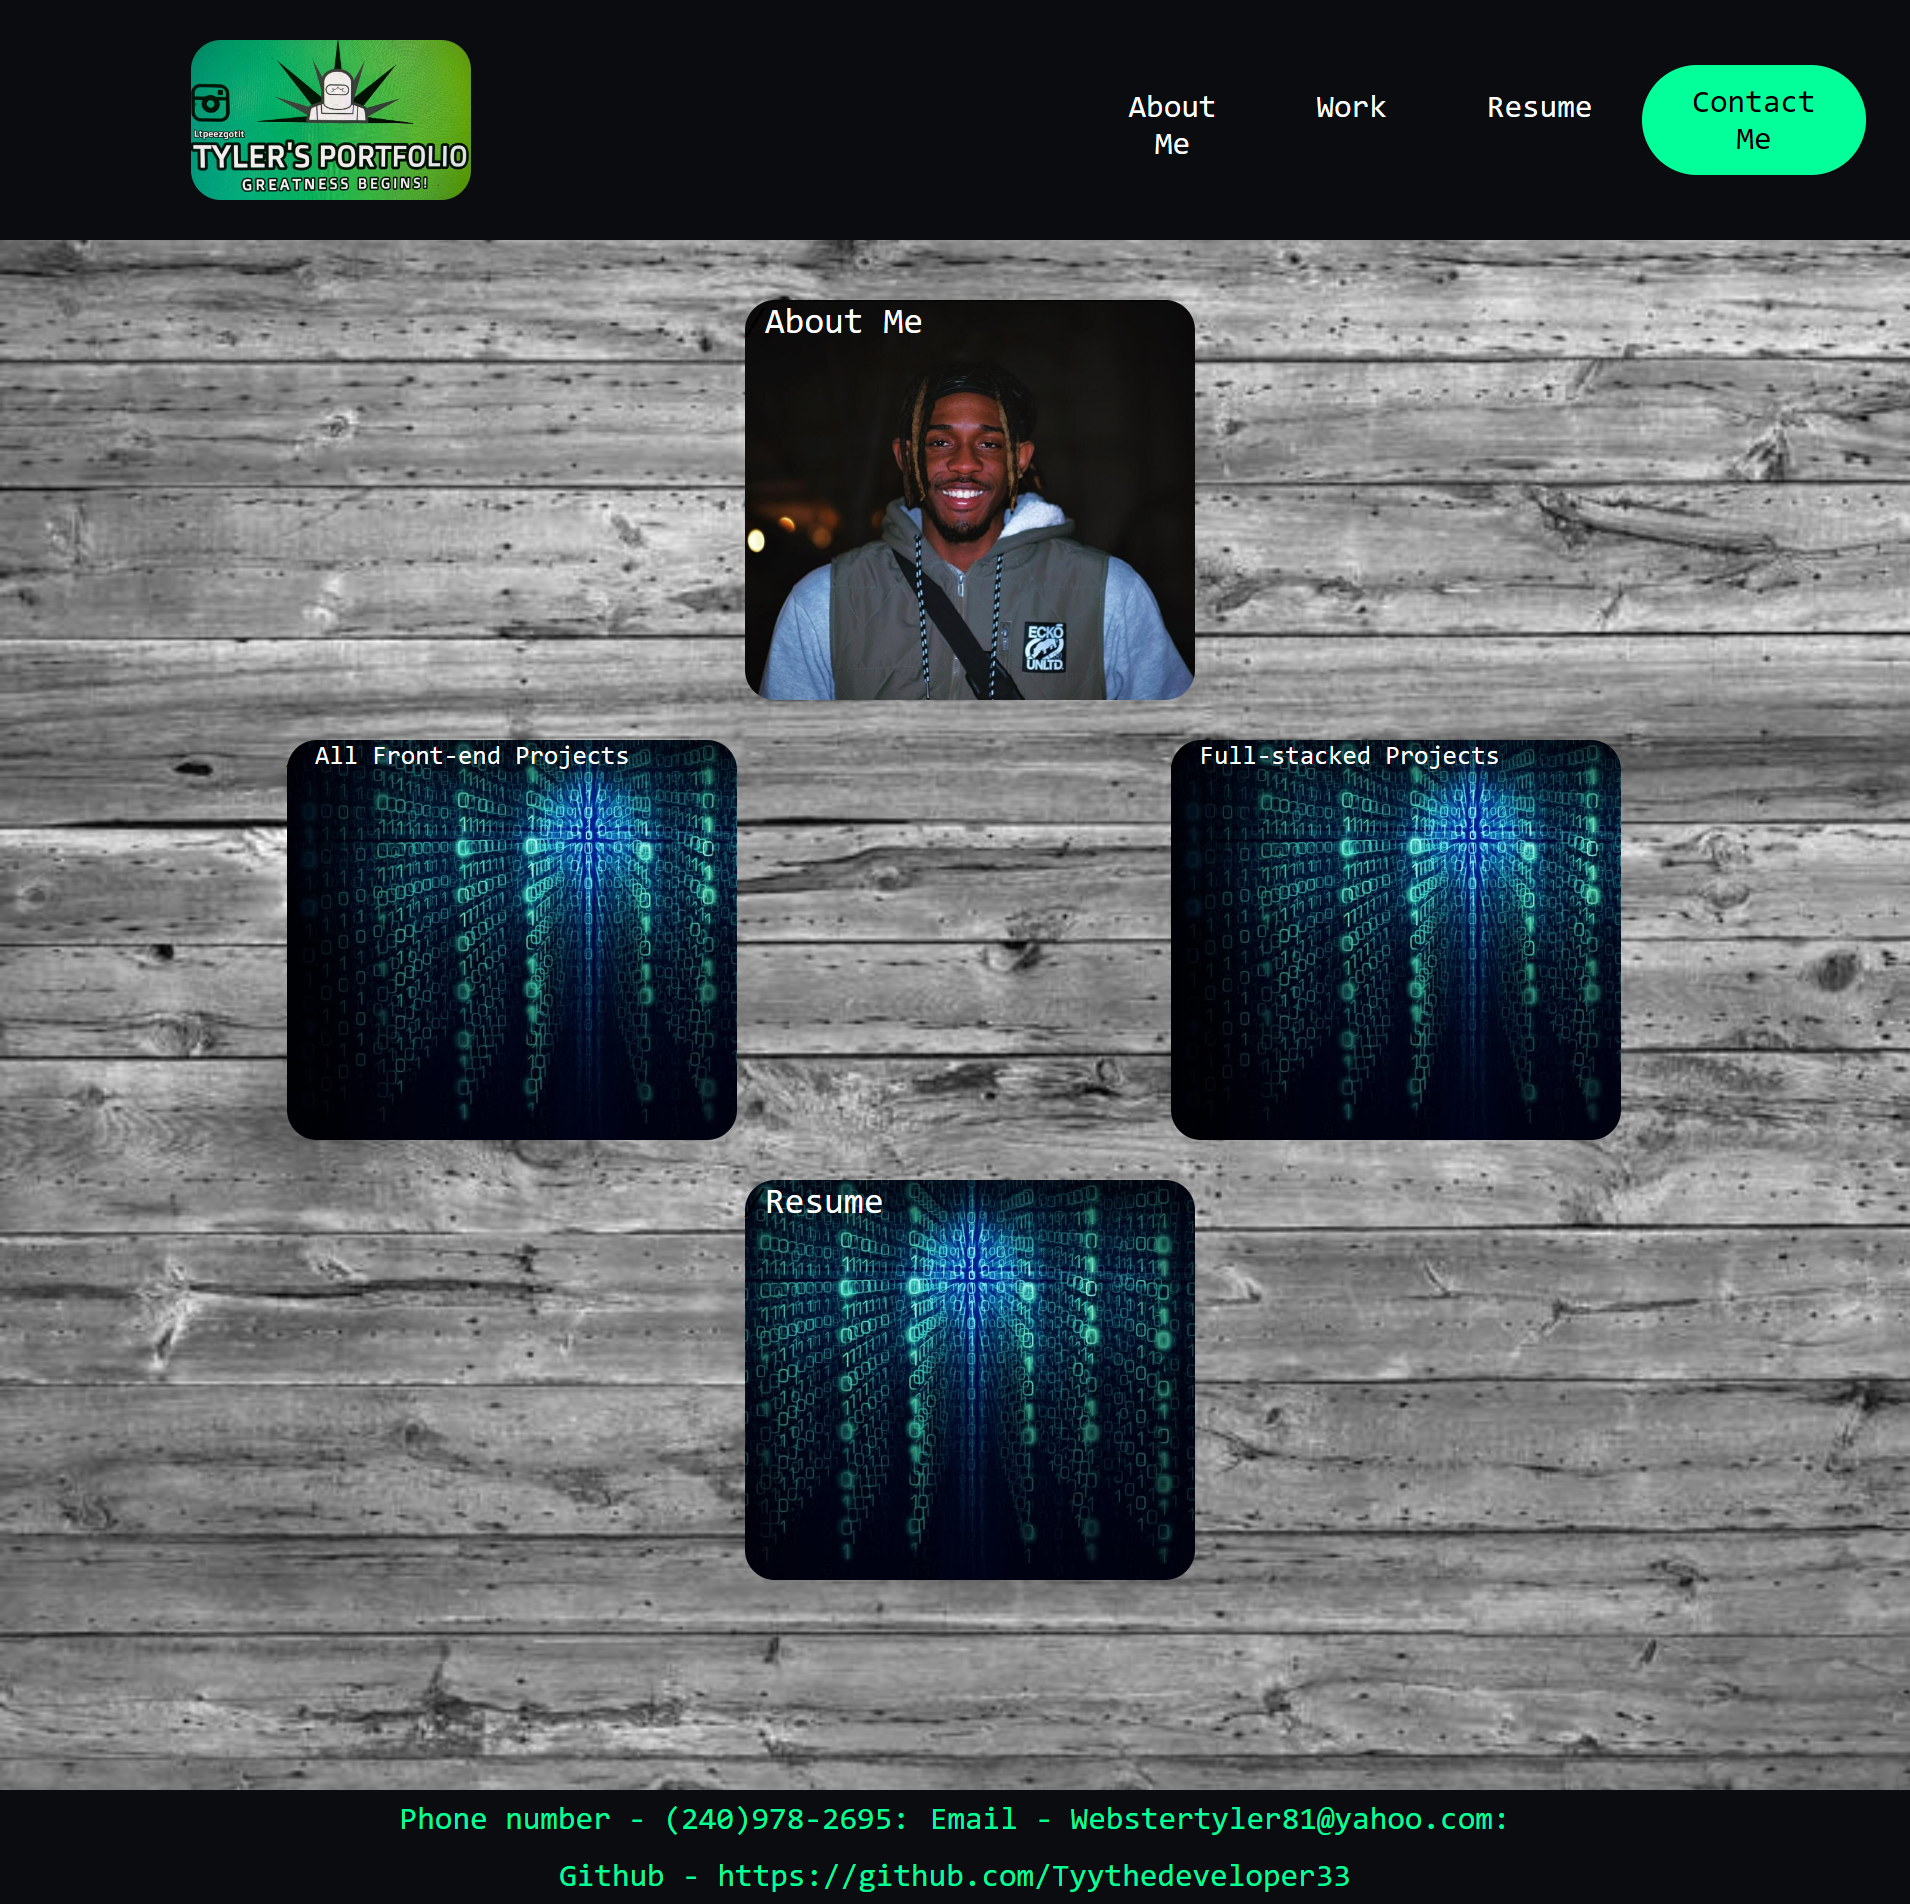 Ltpeezgotit
TYLER'S PORTFOLIO
GREATNESS BEGINS!
About
Me
Work
Resume
Contact
Me
About Me
ECKŌ
UNLTD.
All Front-end Projects
Full-stacked Projects
Resume
Phone number - (240)978-2695: Email - Webstertyler81@yahoo.com:
Github - https://github.com/Tyythedeveloper33